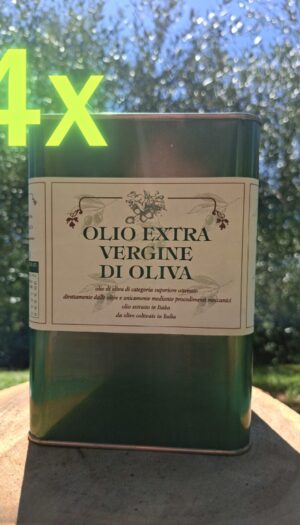 4x
OLIO EXTRA
VERGINE
DI OLIVA
olio di oliva di categoria superiore ottenuto
direttamente dalle olive e unicamente mediante procedimenti meccanici
olio estratto in Italia
da olive coltivate in Italia